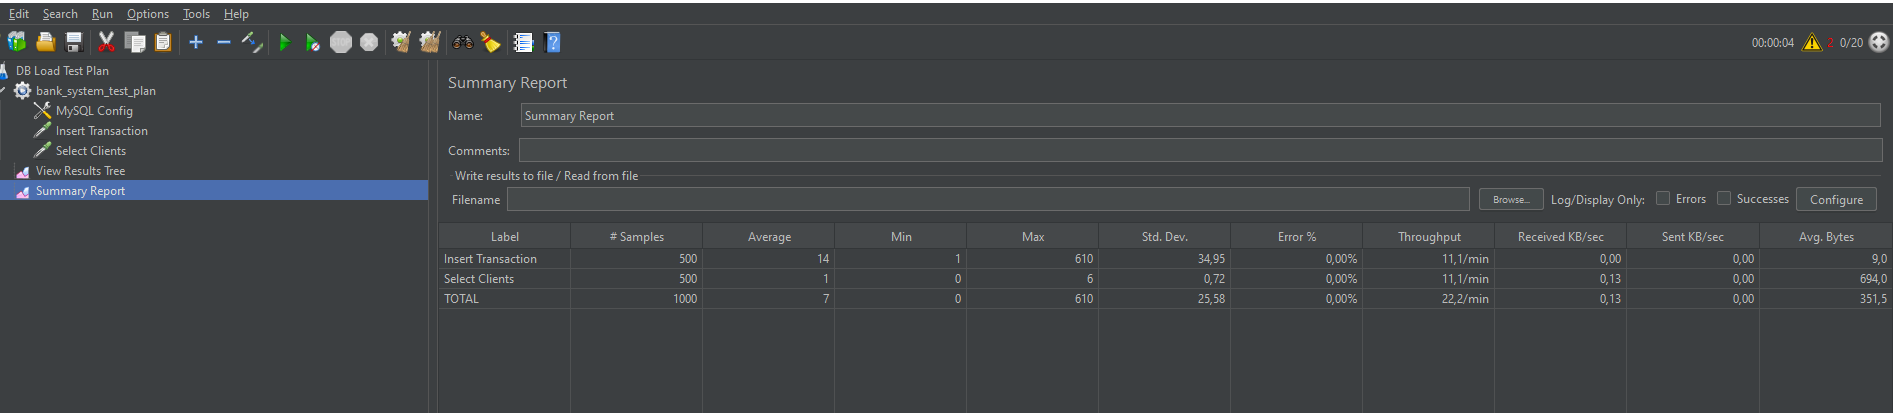 Edit Search Run Options Tools Help
STOP
00:00:04 2 0/20
DB Load Test Plan
bank_system_test_plan
MySQL Config
Insert Transaction
Select Clients
View Results Tree
Summary Report
Summary Report
Name: Summary Report
Comments:
Write results to file / Read from file
Filename Browse... Log/Display Only: Errors Successes Configure
Label # Samples Average Min Max Std. Dev. Error % Throughput Received KB/sec Sent KB/sec Avg. Bytes
Insert Transaction 500 14 1 610 34,95 0,00% 11,1/min 0,00 0,00 9,0
Select Clients 500 1 0 6 0,72 0,00% 11,1/min 0,13 0,00 694,0
TOTAL 1000 7 0 610 25,58 0,00% 22,2/min 0,13 0,00 351,5